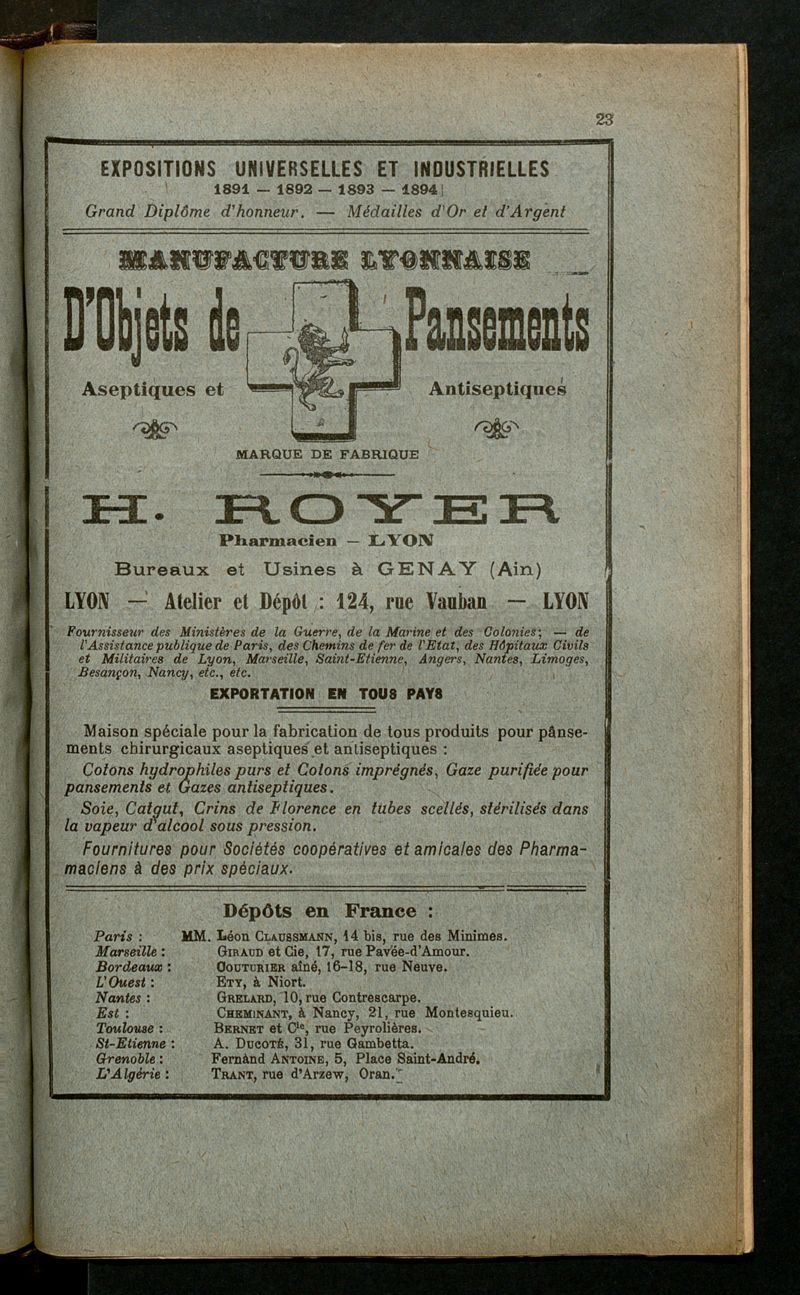 23
EXPOSITIONS UNIVERSELLES ET INDUSTRIELLES
1891 — 1892 — 1893 — 1894
Grand Diplôme d'honneur. — Médailles d'Or et d'Argent
MANUFACTURE LYONNAISE
D'Objets de Pansements
Aseptiques et Antiseptiques
MARQUE DE FABRIQUE
H. ROYER
Pharmacien — LYON
Bureaux et Usines à GENAY (Ain)
LYON — Atelier et Dépôt : 124, rue Vauban — LYON
Fournisseur des Ministères de la Guerre, de la Marine et des Colonies; — de
l'Assistance publique de Paris, des Chemins de fer de l'Etat, des Hôpitaux Civils
et Militaires de Lyon, Marseille, Saint-Etienne, Angers, Nantes, Limoges,
Besançon, Nancy, etc., etc.
EXPORTATION EN TOUS PAYS
Maison spéciale pour la fabrication de tous produits pour pânse-
ments chirurgicaux aseptiques et antiseptiques :
Cotons hydrophiles purs et Cotons imprégnés, Gaze purifiée pour
pansements et Gazes antiseptiques.
Soie, Catgut, Crins de Florence en tubes scellés, stérilisés dans
la vapeur d'alcool sous pression.
Fournitures pour Sociétés coopératives et amicales des Pharma-
maciens à des prix spéciaux.
Dépôts en France :
Paris : MM. Léon CLAUSSMANN, 14 bis, rue des Minimes.
Marseille : GIRAUD et Cie, 17, rue Pavée-d'Amour.
Bordeaux : COUTURIER aîné, 16-18, rue Neuve.
L'Ouest : ETY, à Niort.
Nantes : GRELARD, 10, rue Contrescarpe.
Est : CHEMINANT, à Nancy, 21, rue Montesquieu.
Toulouse : BERNET et Cie, rue Peyrolières.
St-Etienne : A. DUCOTÉ, 31, rue Gambetta.
Grenoble : Fernand ANTOINE, 5, Place Saint-André.
L'Algérie : TRANT, rue d'Arzew, Oran.